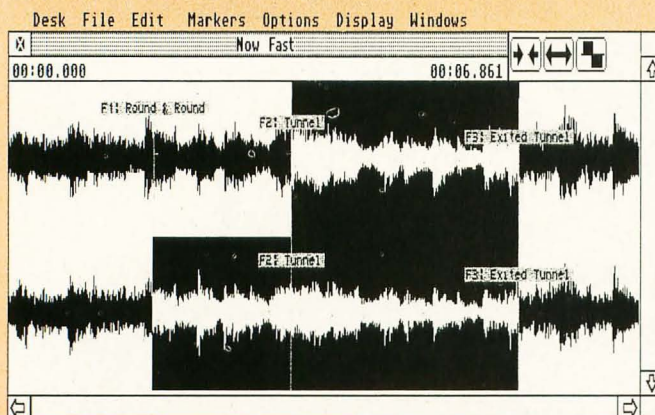 Desk File Edit Markers Options Display Windows
Now Fast
00:00.000 00:06.861
F1: Round & Round
F2: Tunnel
F3: Exited Tunnel
F2: Tunnel
F3: Exited Tunnel